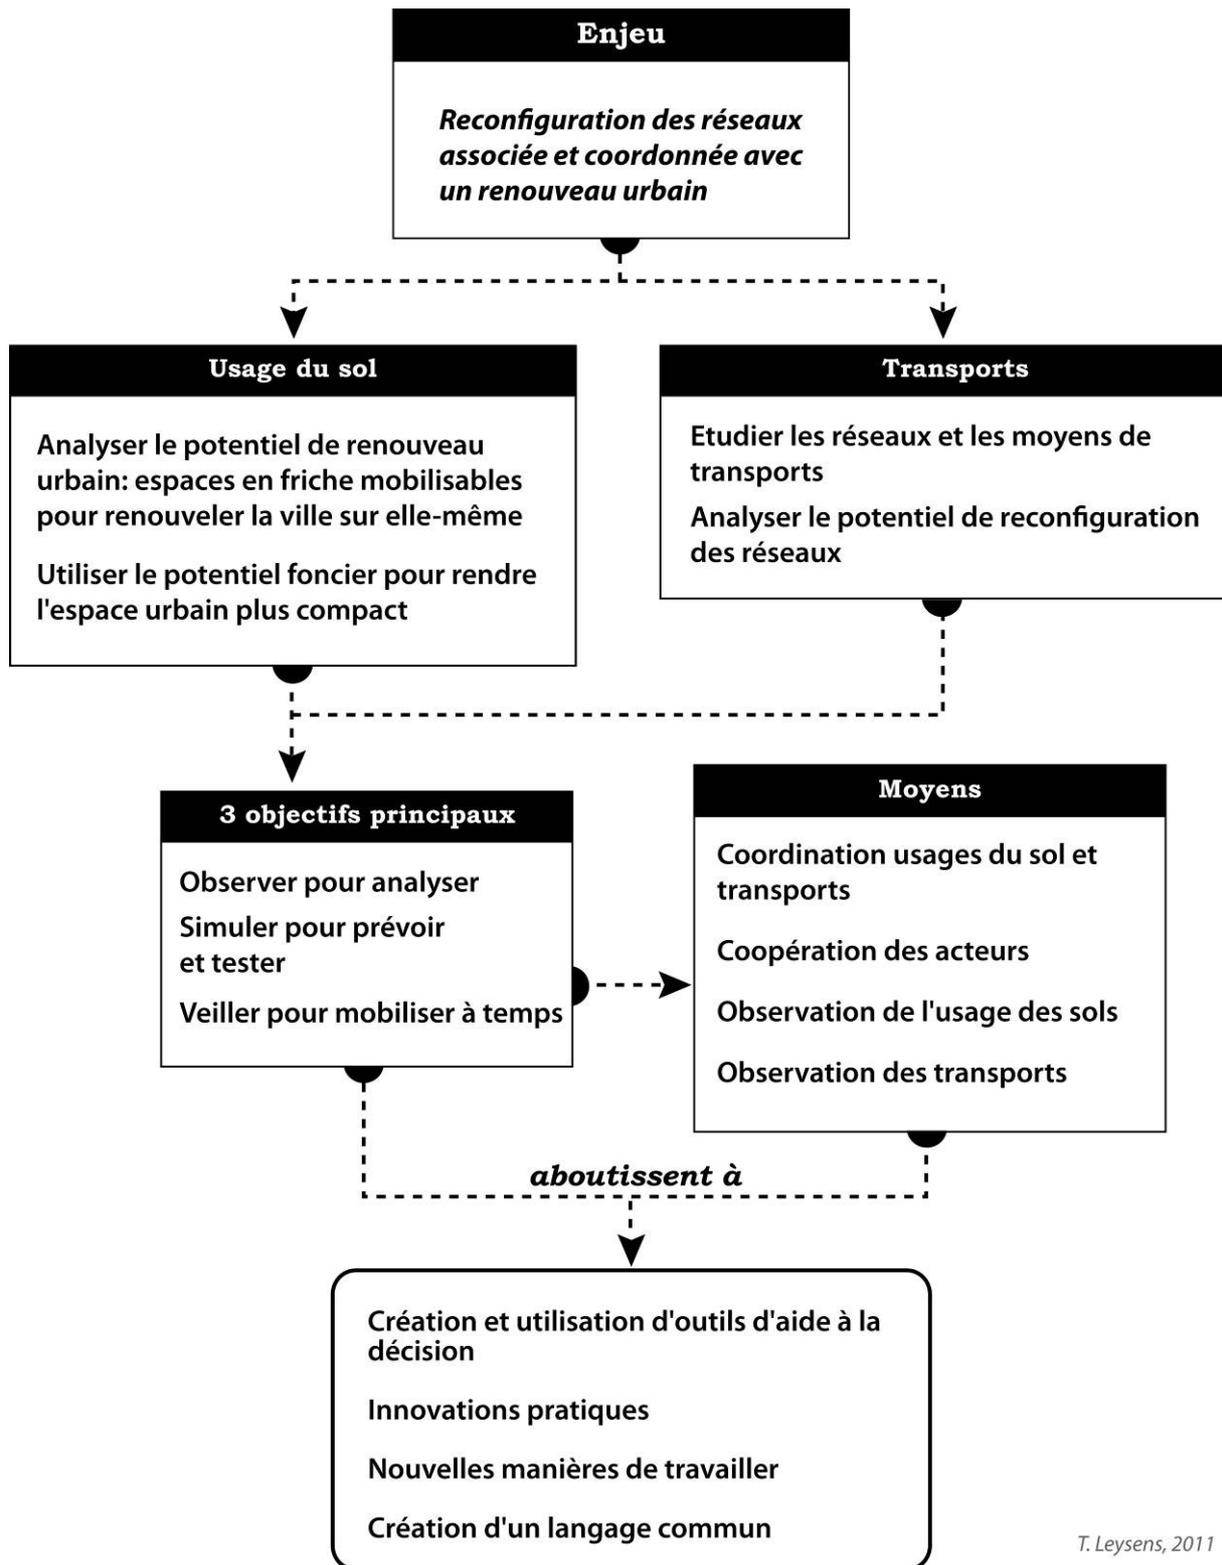 Enjeu
Reconfiguration des réseaux
associée et coordonnée avec
un renouveau urbain
Usage du sol
Analyser le potentiel de renouveau
urbain: espaces en friche mobilisables
pour renouveler la ville sur elle-même
Utiliser le potentiel foncier pour rendre
l'espace urbain plus compact
Transports
Etudier les réseaux et les moyens de
transports
Analyser le potentiel de reconfiguration
des réseaux
3 objectifs principaux
Observer pour analyser
Simuler pour prévoir
et tester
Veiller pour mobiliser à temps
Moyens
Coordination usages du sol et
transports
Coopération des acteurs
Observation de l'usage des sols
Observation des transports
aboutissent à
Création et utilisation d'outils d'aide à la
décision
Innovations pratiques
Nouvelles manières de travailler
Création d'un langage commun
T. Leysens, 2011